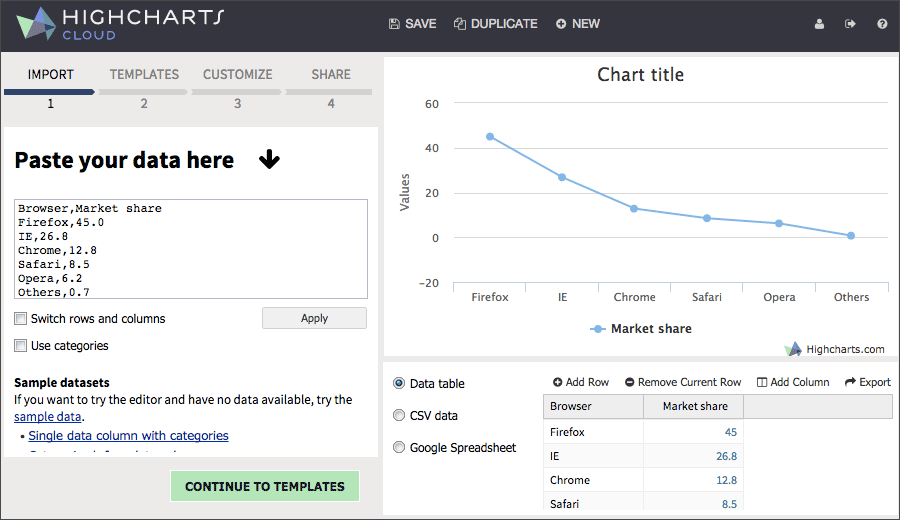 HIGHCHARTS
CLOUD
SAVE DUPLICATE NEW
IMPORT TEMPLATES CUSTOMIZE SHARE
1 2 3 4
Paste your data here
Browser,Market share
Firefox,45.0
IE,26.8
Chrome,12.8
Safari,8.5
Opera,6.2
Others,0.7
Switch rows and columns
Apply
Use categories
Sample datasets
If you want to try the editor and have no data available, try the
sample data.
• Single data column with categories
CONTINUE TO TEMPLATES
Chart title
Values
60
40
20
0
-20
Firefox IE Chrome Safari Opera Others
Market share
Highcharts.com
Data table
CSV data
Google Spreadsheet
Add Row Remove Current Row Add Column Export
Browser Market share
Firefox 45
IE 26.8
Chrome 12.8
Safari 8.5